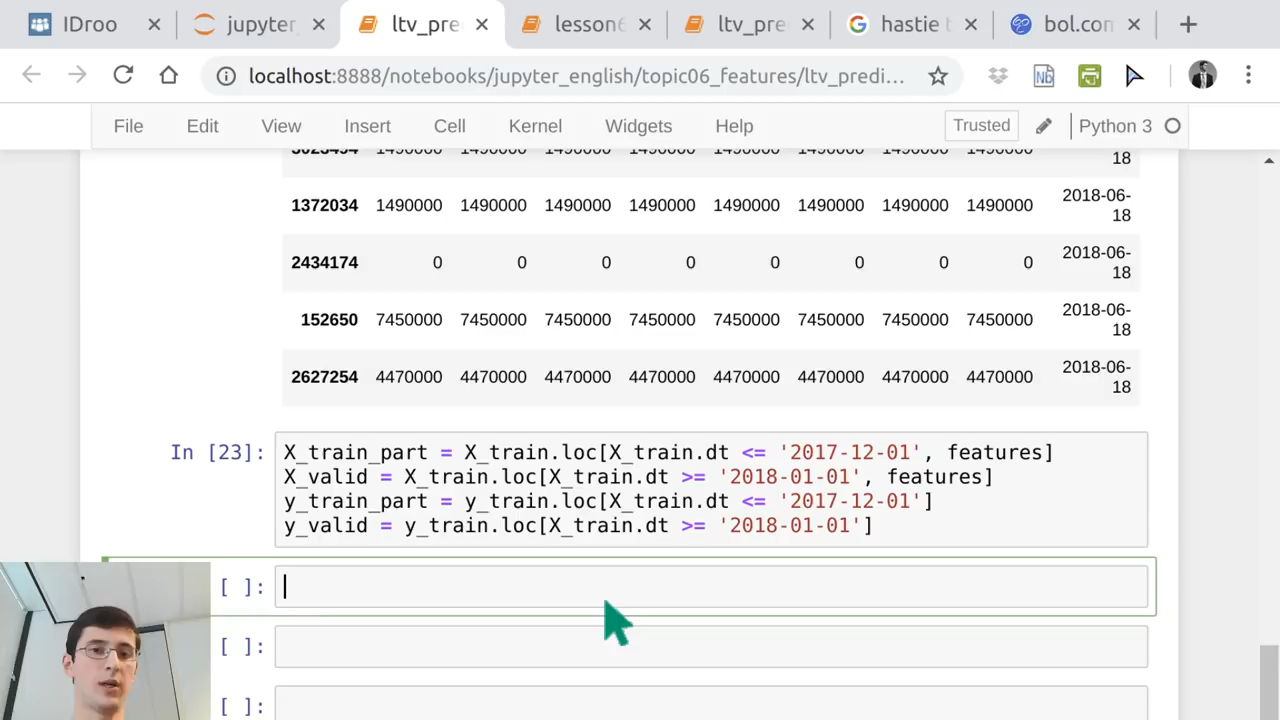 IDroo
jupyter_
ltv_pre
lesson6
ltv_pre
hastie t
bol.com
localhost:8888/notebooks/jupyter_english/topic06_features/ltv_predi...
File Edit View Insert Cell Kernel Widgets Help
Trusted
Python 3
18
1372034 1490000 1490000 1490000 1490000 1490000 1490000 1490000 1490000 2018-06-
18
2434174 0 0 0 0 0 0 0 0 2018-06-
18
152650 7450000 7450000 7450000 7450000 7450000 7450000 7450000 7450000 2018-06-
18
2627254 4470000 4470000 4470000 4470000 4470000 4470000 4470000 4470000 2018-06-
18
In [23]: X_train_part = X_train.loc[X_train.dt <= '2017-12-01', features]
X_valid = X_train.loc[X_train.dt >= '2018-01-01', features]
y_train_part = y_train.loc[X_train.dt <= '2017-12-01']
y_valid = y_train.loc[X_train.dt >= '2018-01-01']
[ ]:
[ ]:
[ ]: